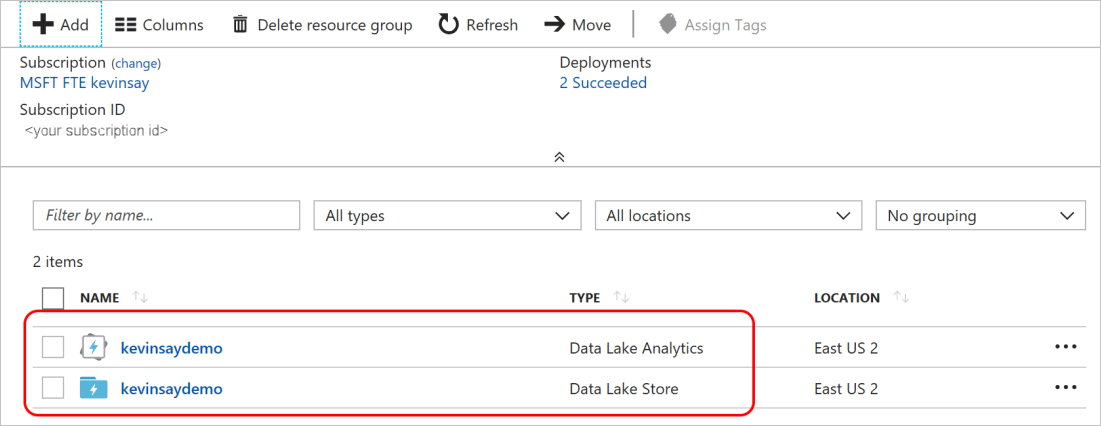 Add Columns Delete resource group Refresh Move Assign Tags
Subscription (change) Deployments
MSFT FTE kevinsay 2 Succeeded
Subscription ID
<your subscription id>
Filter by name... All types All locations No grouping
2 items
NAME TYPE LOCATION
kevinsaydemo Data Lake Analytics East US 2
kevinsaydemo Data Lake Store East US 2